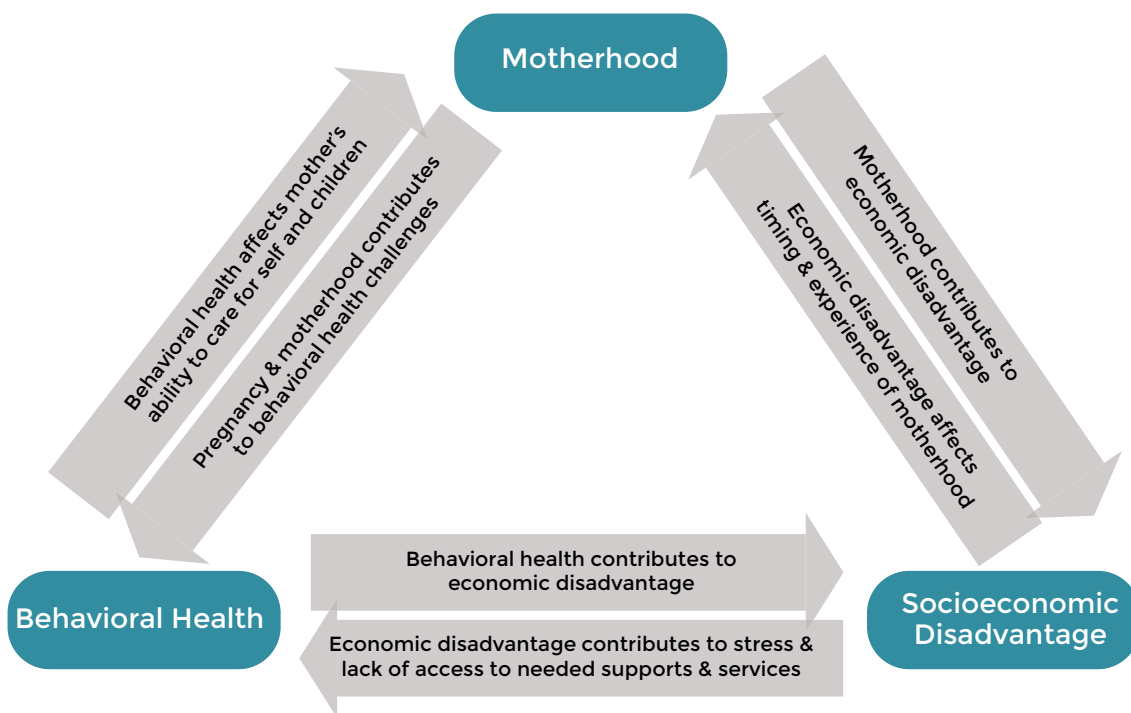 Motherhood
Behavioral health affects mother's
ability to care for self and children
Pregnancy & motherhood contributes
to behavioral health challenges
Motherhood contributes to
economic disadvantage
Economic disadvantage affects
timing & experience of motherhood
Behavioral health contributes to
economic disadvantage
Economic disadvantage contributes to stress &
lack of access to needed supports & services
Behavioral Health
Socioeconomic
Disadvantage